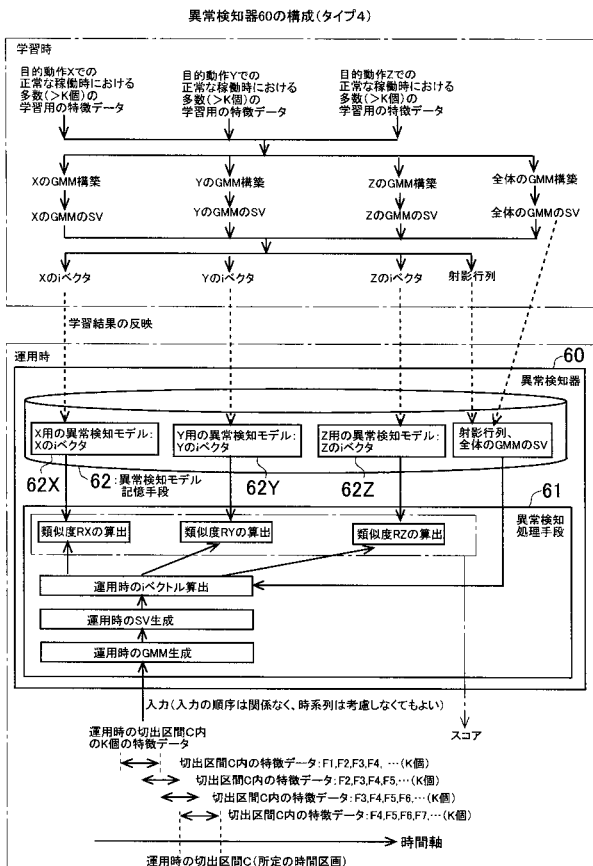 異常検知器60の構成(タイプ4)
学習時
目的動作Xでの
正常な稼働時における
多数(>K個)の
学習用の特徴データ
目的動作Yでの
正常な稼働時における
多数(>K個)の
学習用の特徴データ
目的動作Zでの
正常な稼働時における
多数(>K個)の
学習用の特徴データ
XのGMM構築
YのGMM構築
ZのGMM構築
全体のGMM構築
XのGMMのSV
YのGMMのSV
ZのGMMのSV
全体のGMMのSV
Xのiベクタ
Yのiベクタ
Zのiベクタ
射影行列
学習結果の反映
運用時
60
異常検知器
X用の異常検知モデル:
Xのiベクタ
Y用の異常検知モデル:
Yのiベクタ
Z用の異常検知モデル:
Zのiベクタ
射影行列、
全体のGMMのSV
62X
62:異常検知モデル
記憶手段
62Y
62Z
61
異常検知
処理手段
類似度RXの算出
類似度RYの算出
類似度RZの算出
運用時のiベクトル算出
運用時のSV生成
運用時のGMM生成
入力(入力の順序は関係なく、時系列は考慮しなくてもよい)
運用時の切出区間C内
のK個の特徴データ
スコア
切出区間C内の特徴データ:F1,F2,F3,F4, …(K個)
切出区間C内の特徴データ:F2,F3,F4,F5,…(K個)
切出区間C内の特徴データ:F3,F4,F5,F6,…(K個)
切出区間C内の特徴データ:F4,F5,F6,F7,…(K個)
時間軸
運用時の切出区間C(所定の時間区画)